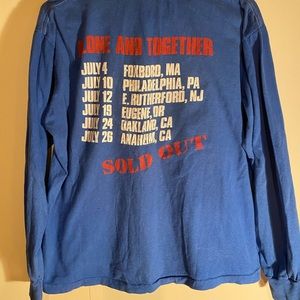 ALONE AND TOGETHER
JULY 4 FOXBORO, MA
JULY 10 PHILADELPHIA, PA
JULY 12 E. RUTHERFORD, NJ
JULY 19 EUGENE, OR
JULY 24 OAKLAND, CA
JULY 26 ANAHEIM, CA
SOLD OUT